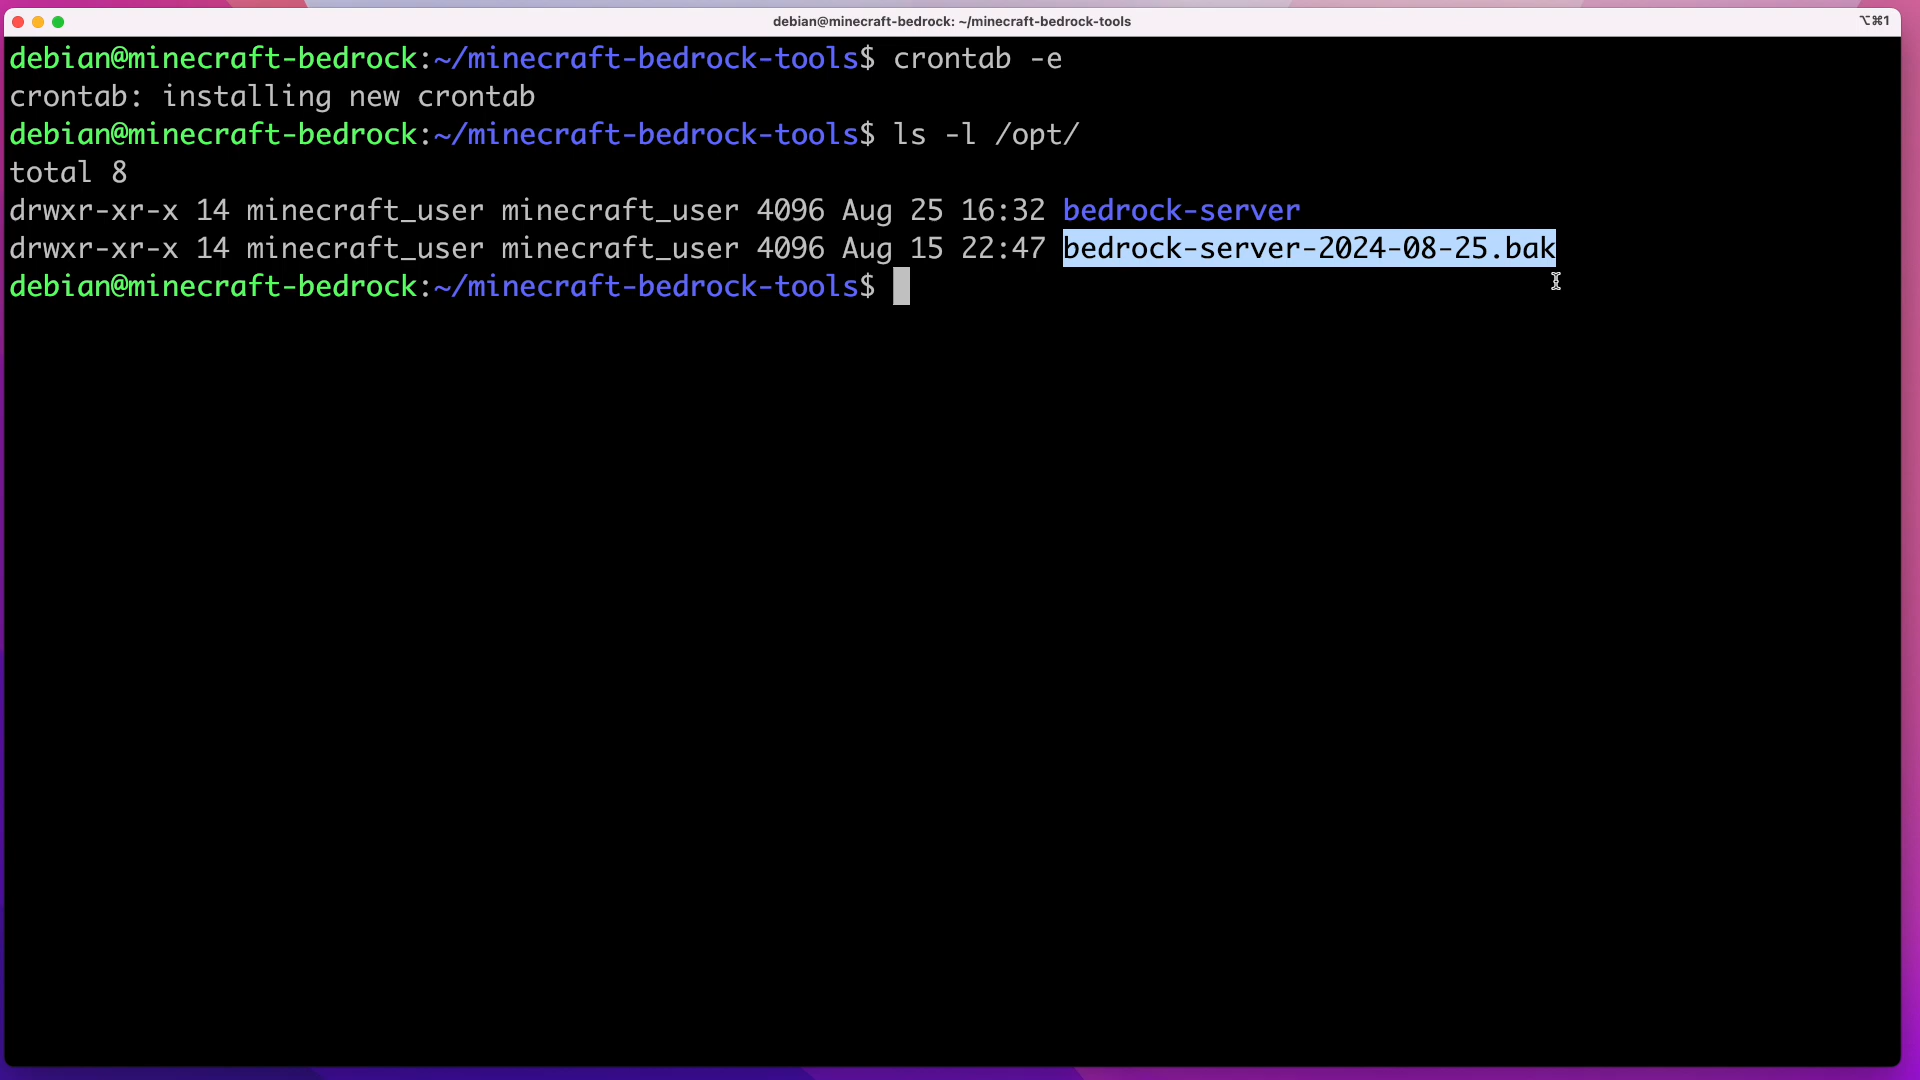 debian@minecraft-bedrock: ~/minecraft-bedrock-tools
⌥⌘1
debian@minecraft-bedrock:~/minecraft-bedrock-tools$ crontab -e
crontab: installing new crontab
debian@minecraft-bedrock:~/minecraft-bedrock-tools$ ls -l /opt/
total 8
drwxr-xr-x 14 minecraft_user minecraft_user 4096 Aug 25 16:32 bedrock-server
drwxr-xr-x 14 minecraft_user minecraft_user 4096 Aug 15 22:47 bedrock-server-2024-08-25.bak
debian@minecraft-bedrock:~/minecraft-bedrock-tools$